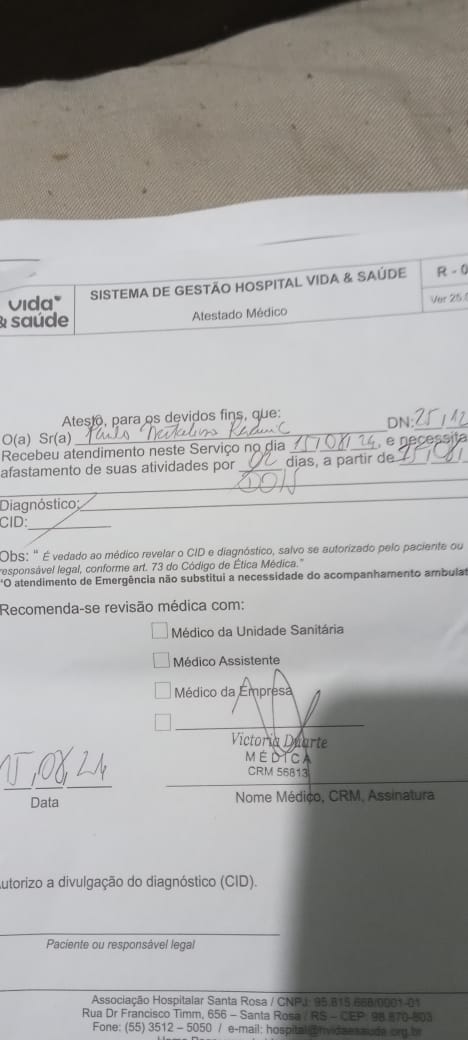 vida
& saúde
SISTEMA DE GESTÃO HOSPITAL VIDA & SAÚDE
R - 0
Atestado Médico
Ver 25.
Atesto, para os devidos fins, que:
O(a) Sr(a) Paulo DN: 25,12
Recebeu atendimento neste Serviço no dia 15/08/24, e necessita
afastamento de suas atividades por 02 dias, a partir de 15,08,
DOIS
Diagnóstico:
CID:
Obs: " É vedado ao médico revelar o CID e diagnóstico, salvo se autorizado pelo paciente ou
responsável legal, conforme art. 73 do Código de Ética Médica."
"O atendimento de Emergência não substitui a necessidade do acompanhamento ambulat
Recomenda-se revisão médica com:
Médico da Unidade Sanitária
Médico Assistente
Médico da Empresa
Victoria Duarte
MÉDICA
CRM 56813
15,08,24
Data
Nome Médico, CRM, Assinatura
utorizo a divulgação do diagnóstico (CID).
Paciente ou responsável legal
Associação Hospitalar Santa Rosa / CNPJ: 95.815.668/0001-01
Rua Dr Francisco Timm, 656 – Santa Rosa / RS – CEP: 98.870-803
Fone: (55) 3512 – 5050 / e-mail: hospital@hvidaesaude.org.br